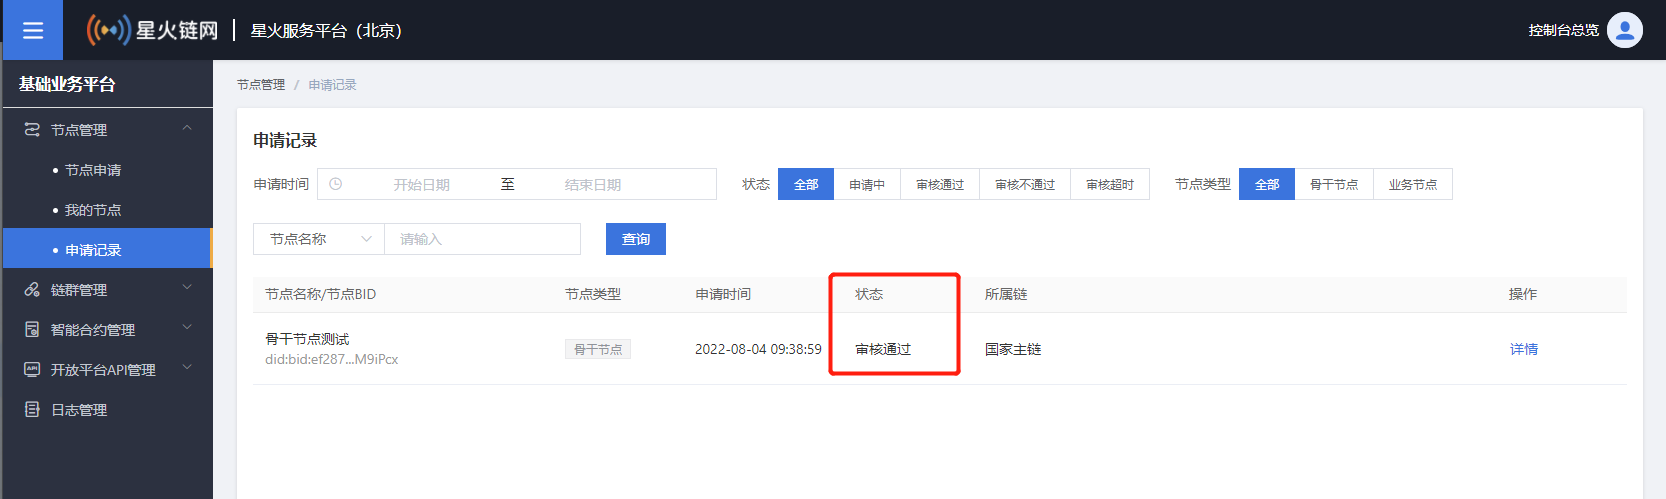 星火链网 星火服务平台（北京） 控制台总览
基础业务平台
节点管理
节点申请
我的节点
申请记录
链群管理
智能合约管理
开放平台API管理
日志管理
节点管理 / 申请记录
申请记录
申请时间 开始日期 至 结束日期 状态 全部 申请中 审核通过 审核不通过 审核超时 节点类型 全部 骨干节点 业务节点
节点名称 请输入 查询
节点名称/节点BID 节点类型 申请时间 状态 所属链 操作
骨干节点测试
did:bid:ef287...M9iPcx
骨干节点 2022-08-04 09:38:59 审核通过 国家主链 详情